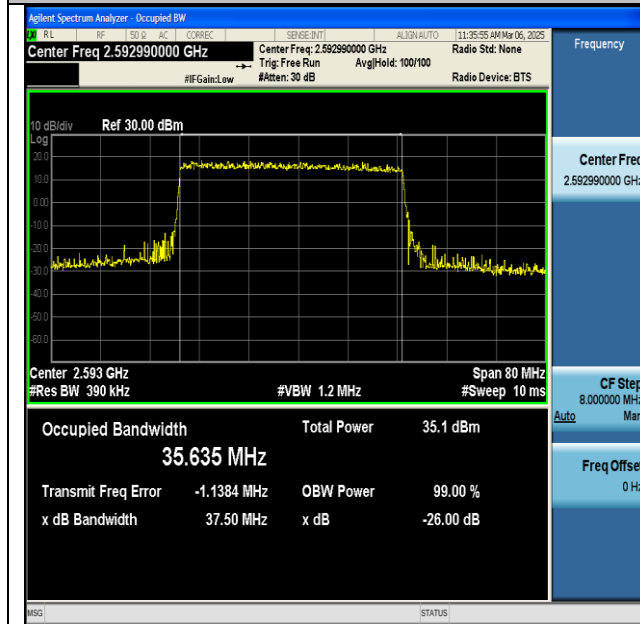 Agilent Spectrum Analyzer - Occupied BW
RL RF 50 Ω AC CORREC SENSE:INT ALIGN AUTO 11:35:55 AM Mar 06, 2025
Center Freq 2.592990000 GHz Center Freq: 2.592990000 GHz Radio Std: None
Trig: Free Run Avg|Hold: 100/100
#IFGain:Low #Atten: 30 dB Radio Device: BTS
Frequency
10 dB/div Ref 30.00 dBm
Log
20.0
10.0
0.00
-10.0
-20.0
-30.0
-40.0
-50.0
-60.0
Center 2.593 GHz Span 80 MHz
#Res BW 390 kHz #VBW 1.2 MHz #Sweep 10 ms
Occupied Bandwidth Total Power 35.1 dBm
35.635 MHz
Transmit Freq Error -1.1384 MHz OBW Power 99.00 %
x dB Bandwidth 37.50 MHz x dB -26.00 dB
Center Freq
2.592990000 GHz
CF Step
8.000000 MHz
Auto Man
Freq Offset
0 Hz
MSG STATUS